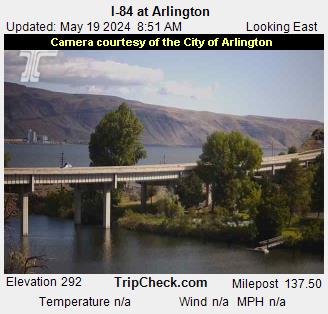 I-84 at Arlington
Updated: May 19 2024 8:51 AM Looking East
Camera courtesy of the City of Arlington
Elevation 292 TripCheck.com Milepost 137.50
Temperature n/a Wind n/a MPH n/a